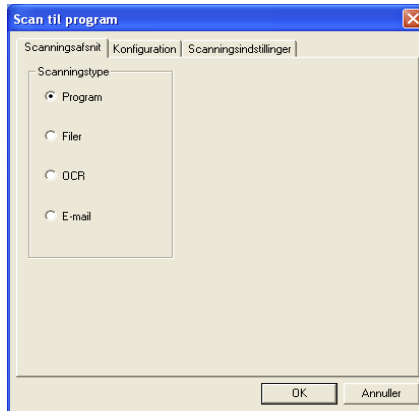 Scan til program
Scanningsafsnit Konfiguration Scanningsindstillinger
Scanningstype
Program
Filer
OCR
E-mail
OK Annuller